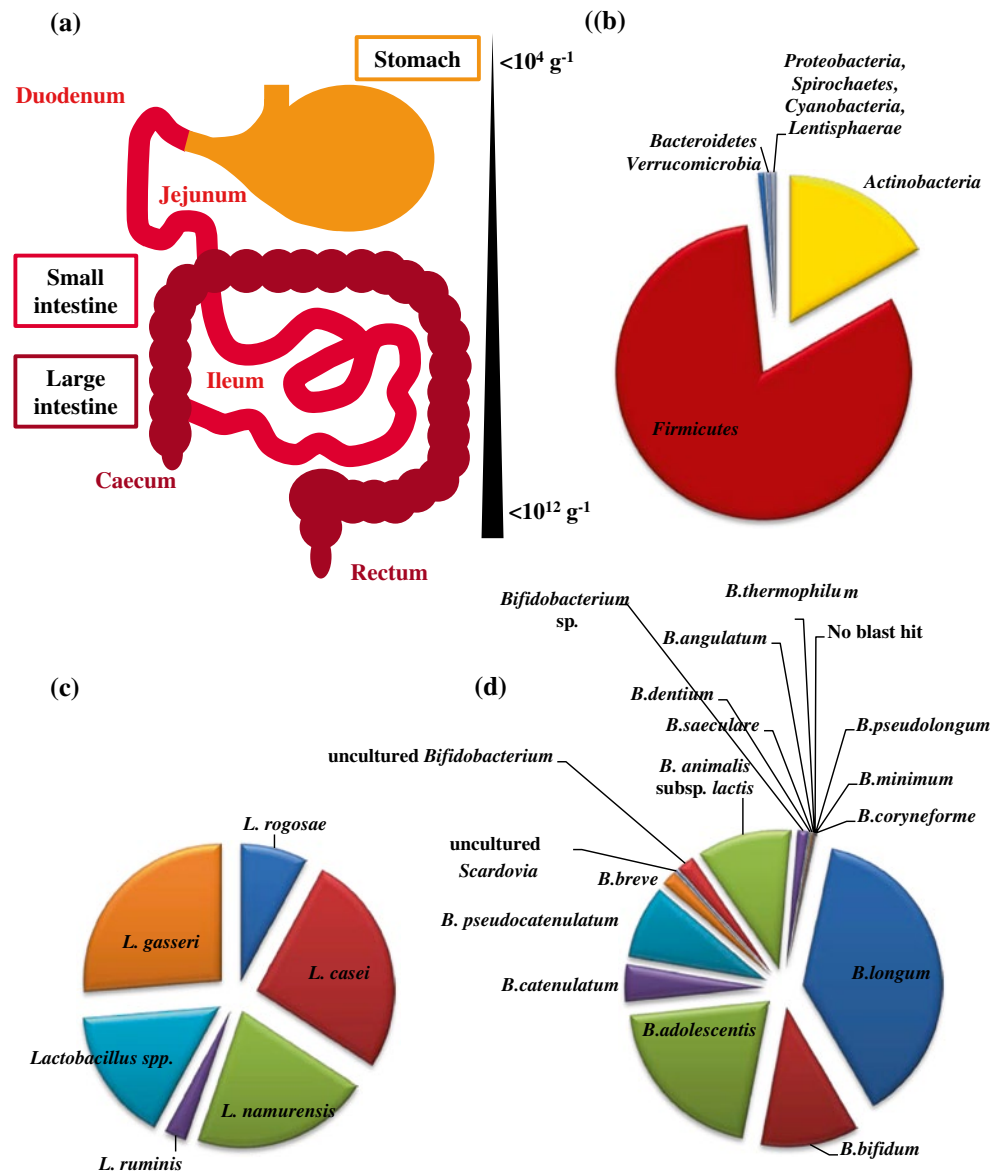 (a)
Stomach
<10⁴ g⁻¹
Duodenum
Jejunum
Small
intestine
Large
intestine
Ileum
Caecum
<10¹² g⁻¹
Rectum
((b)
Proteobacteria,
Spirochaetes,
Cyanobacteria,
Lentisphaerae
Bacteroidetes
Verrucomicrobia
Actinobacteria
Firmicutes
(c)
L. rogosae
L. gasseri
L. casei
Lactobacillus spp.
L. namurensis
L. ruminis
(d)
Bifidobacterium
sp.
B.thermophilum
B.angulatum
No blast hit
B.dentium
B.saeculare
B.pseudolongum
uncultured Bifidobacterium
B. animalis
subsp. lactis
B.minimum
B.coryneforme
uncultured
Scardovia
B.breve
B. pseudocatenulatum
B.catenulatum
B.longum
B.adolescentis
B.bifidum